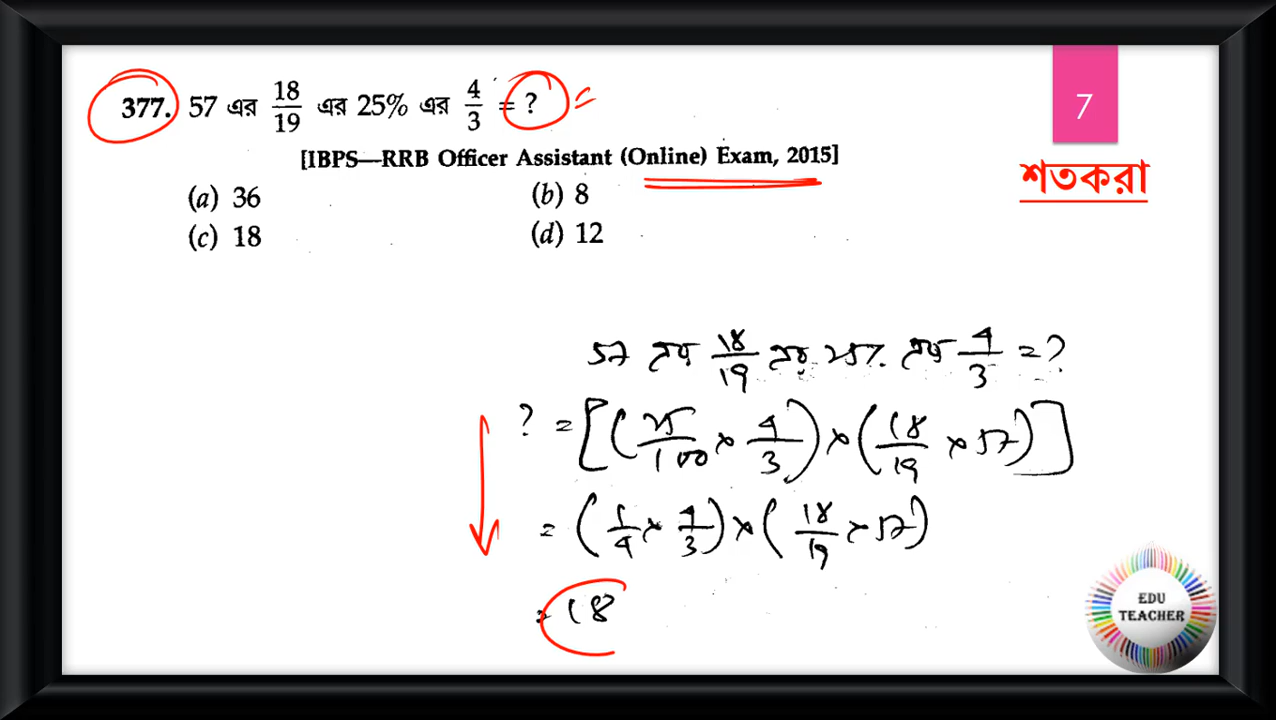 377. 57 এর 18/19 এর 25% এর 4/3 = ? =
[IBPS—RRB Officer Assistant (Online) Exam, 2015]
(a) 36 (b) 8
(c) 18 (d) 12
7
শতকরা
57 এর 18/19 এর 25% এর 4/3 = ?
? = [(25/100 × 4/3) × (18/19 × 57)]
= (1/4 × 4/3) × (18/19 × 57)
= 18
EDU
TEACHER